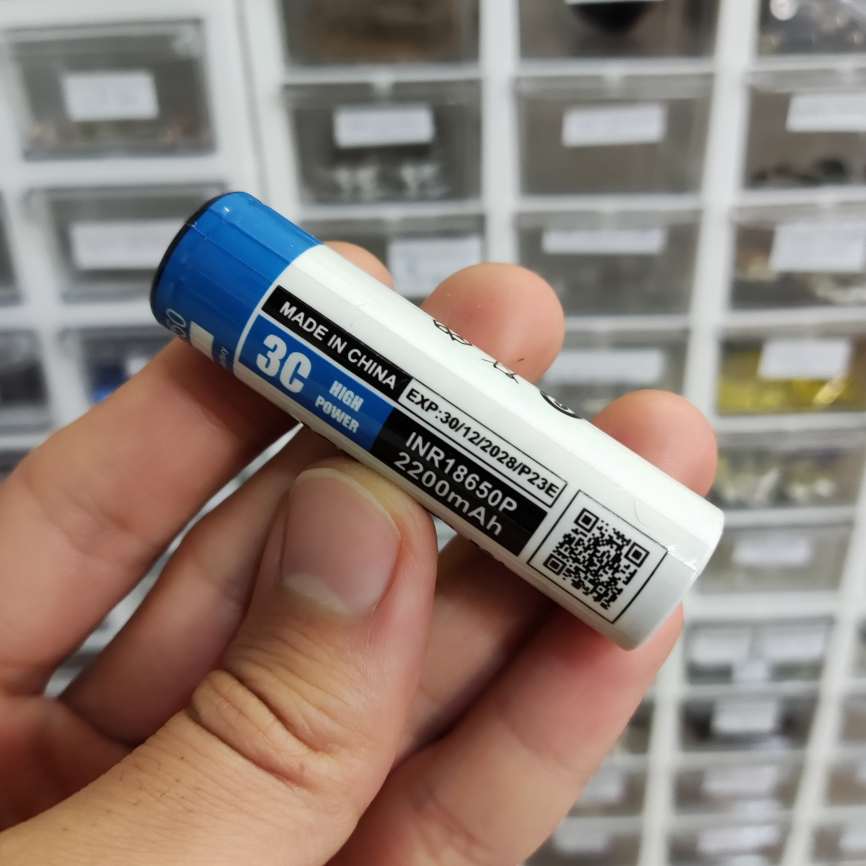 MADE IN CHINA
3C
HIGH
POWER
EXP:30/12/2028/P23E
INR18650P
2200mAh